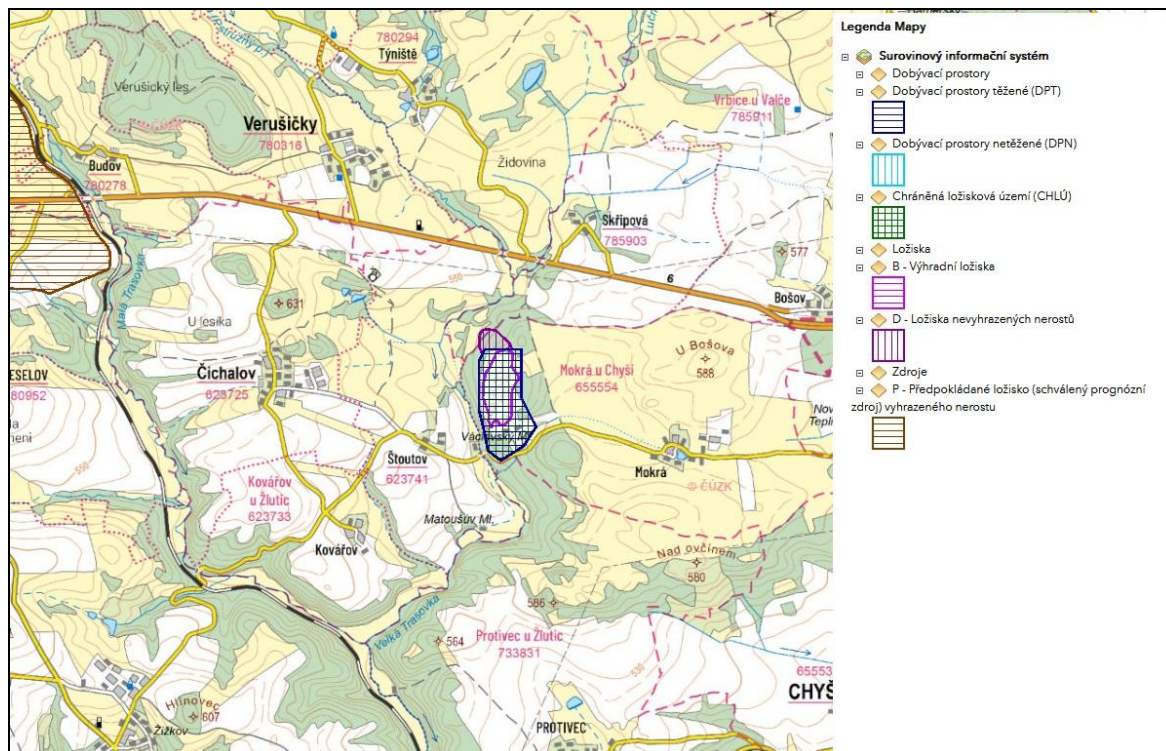 Týniště
780294
Verušický les
© ČÚZK
Verušičky
780316
Židovina
Vrbice u Valče
785911
Budov
780278
Skřipová
785903
577
550
6
Bošov
Malá Trasovka
631
U lesíka
Čichalov
623725
U Bošova
588
Mokrá u Chyší
655554
Štoutov
623741
Mokrá
© ČÚZK
Kovářov
u Žlutic
623733
Matoušův Ml.
Kovářov
Nad ovčínem
580
586
Velká Trasovka
564
Protivec u Žlutic
733831
530
Hlínovec
607
Žižkov
PROTIVEC
Legenda Mapy
Surovinový informační systém
Dobývací prostory
Dobývací prostory těžené (DPT)
Dobývací prostory netěžené (DPN)
Chráněná ložisková území (CHLÚ)
Ložiska
B - Výhradní ložiska
D - Ložiska nevyhrazených nerostů
Zdroje
P - Předpokládané ložisko (schválený prognózní
zdroj) vyhrazeného nerostu